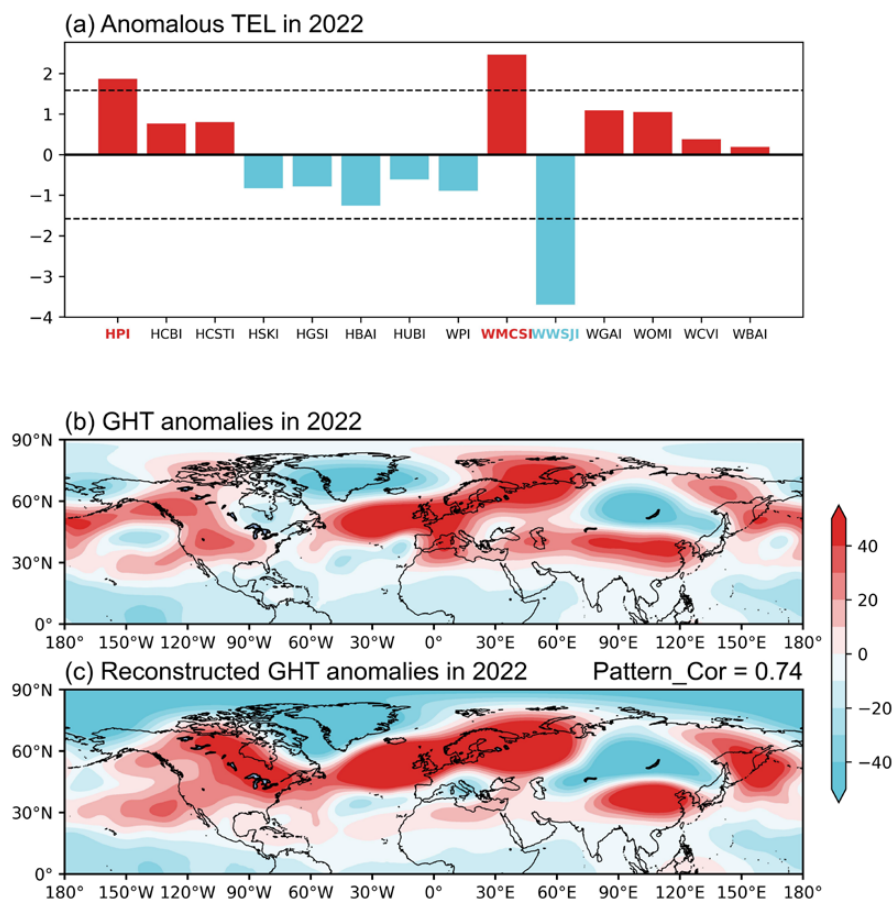 (a) Anomalous TEL in 2022
2
1
0
−1
−2
−3
−4
HPI HCBI HCSTI HSKI HGSI HBAI HUBI WPI WMCSI WWSJI WGAI WOMI WCVI WBAI
(b) GHT anomalies in 2022
90°N
60°N
30°N
0°
180° 150°W 120°W 90°W 60°W 30°W 0° 30°E 60°E 90°E 120°E 150°E 180°
(c) Reconstructed GHT anomalies in 2022 Pattern_Cor = 0.74
90°N
60°N
30°N
0°
180° 150°W 120°W 90°W 60°W 30°W 0° 30°E 60°E 90°E 120°E 150°E 180°
40
20
0
−20
−40